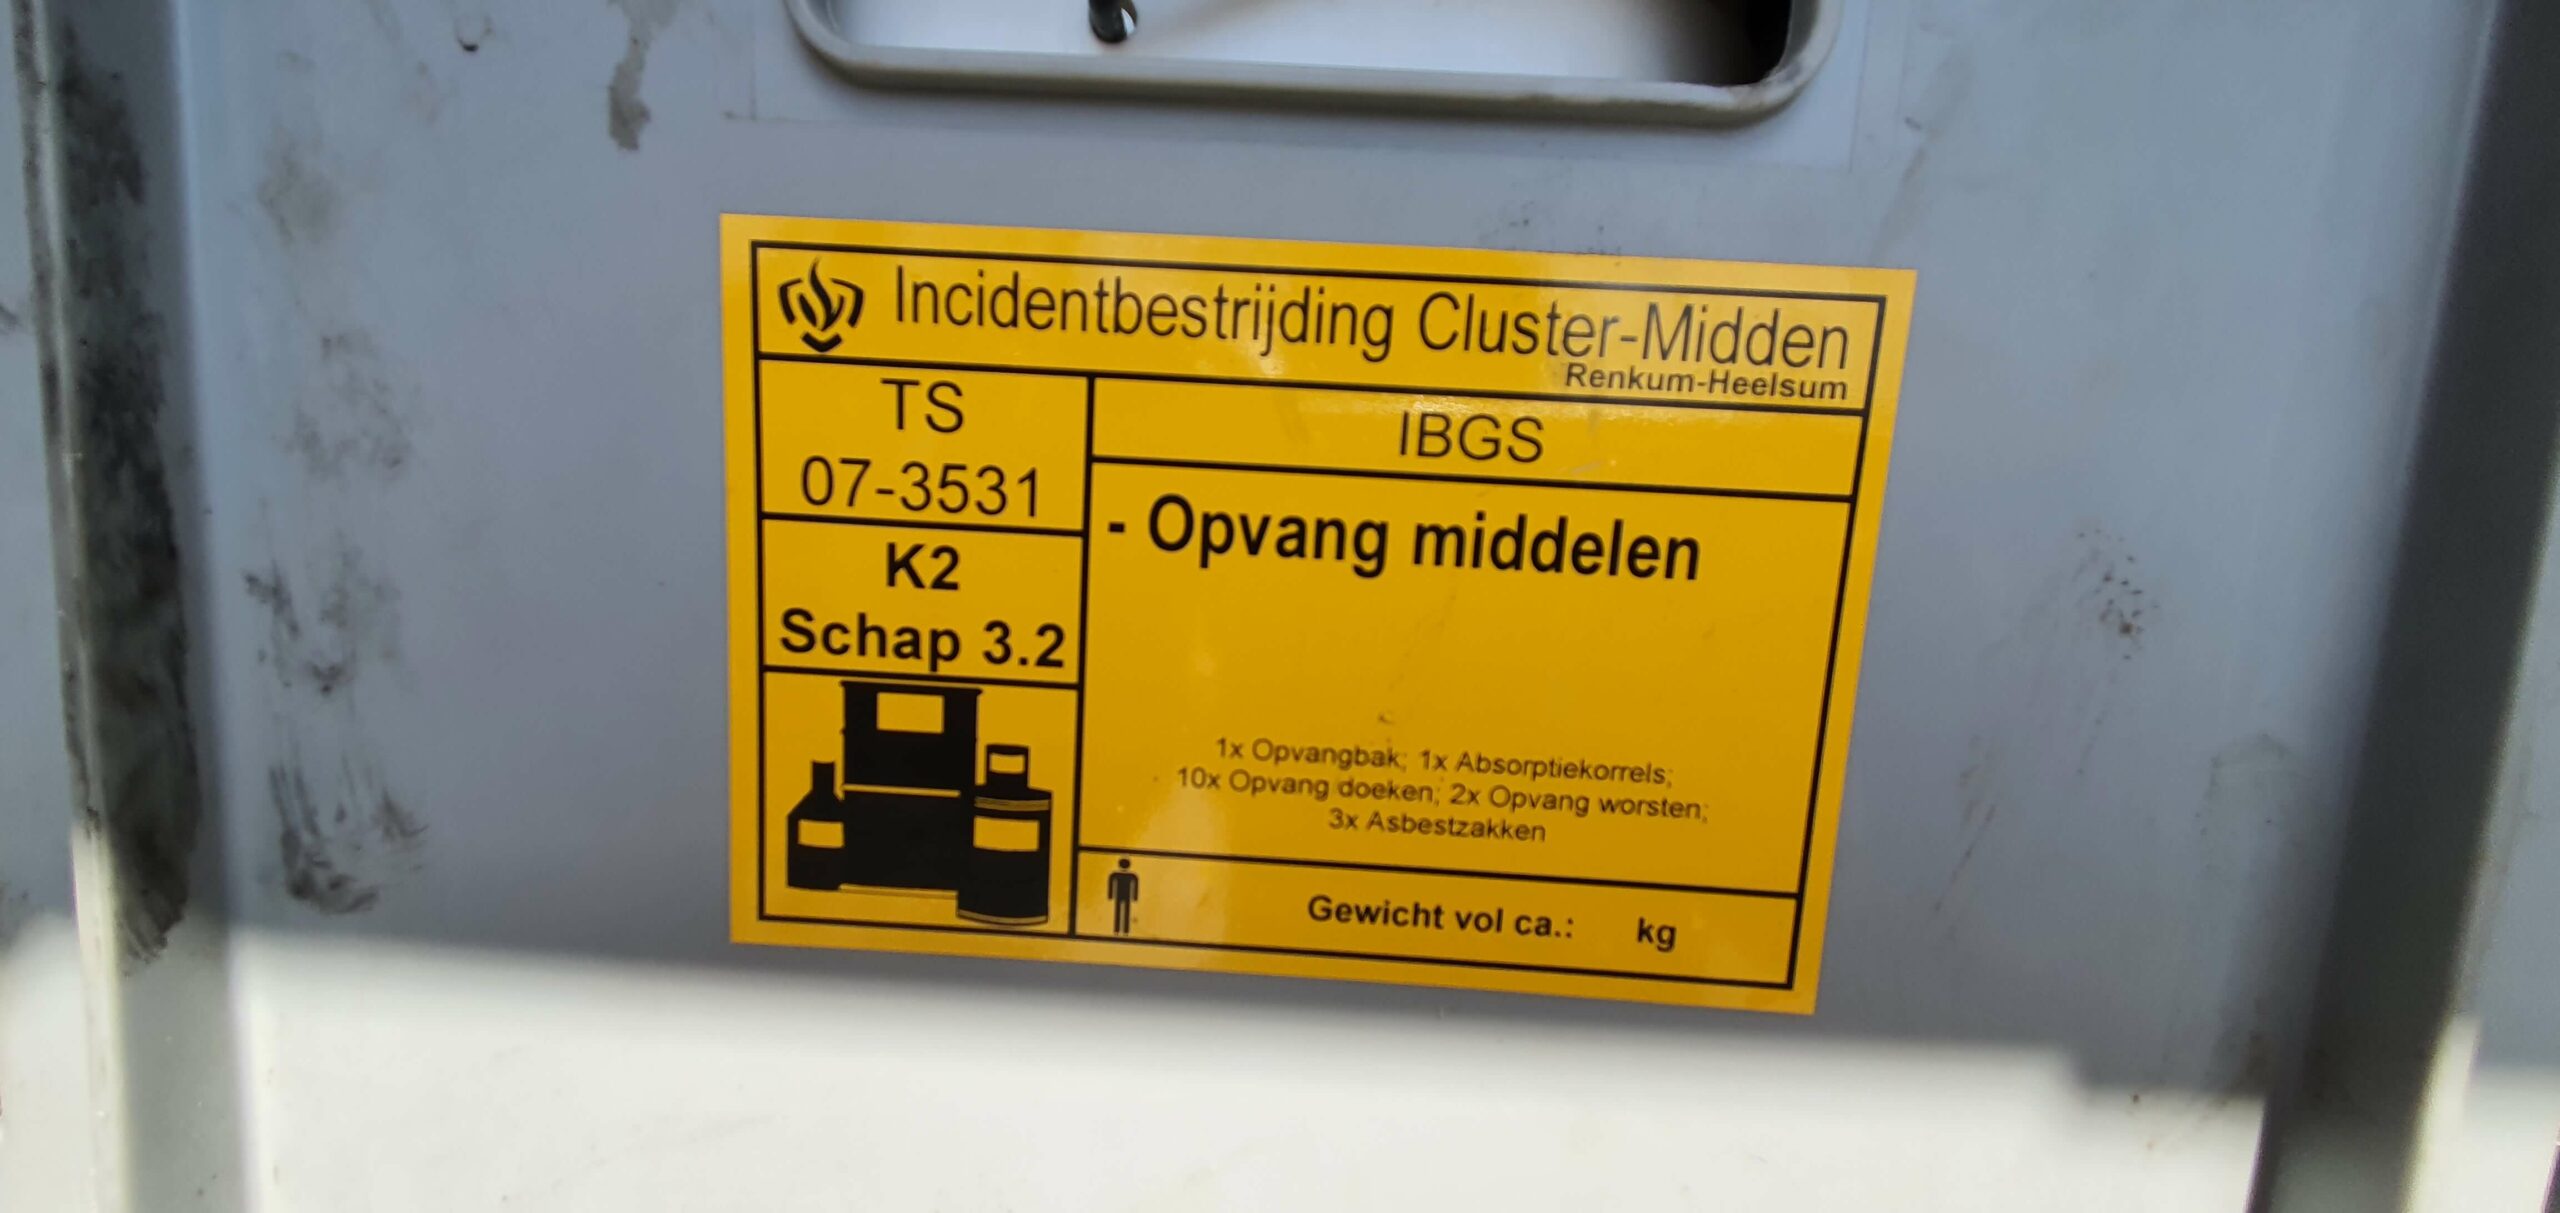 Incidentbestrijding Cluster-Midden
Renkum-Heelsum
TS
07-3531
K2
Schap 3.2
IBGS
- Opvang middelen
1x Opvangbak; 1x Absorptiekorrels;
10x Opvang doeken; 2x Opvang worsten;
3x Asbestzakken
Gewicht vol ca.: kg